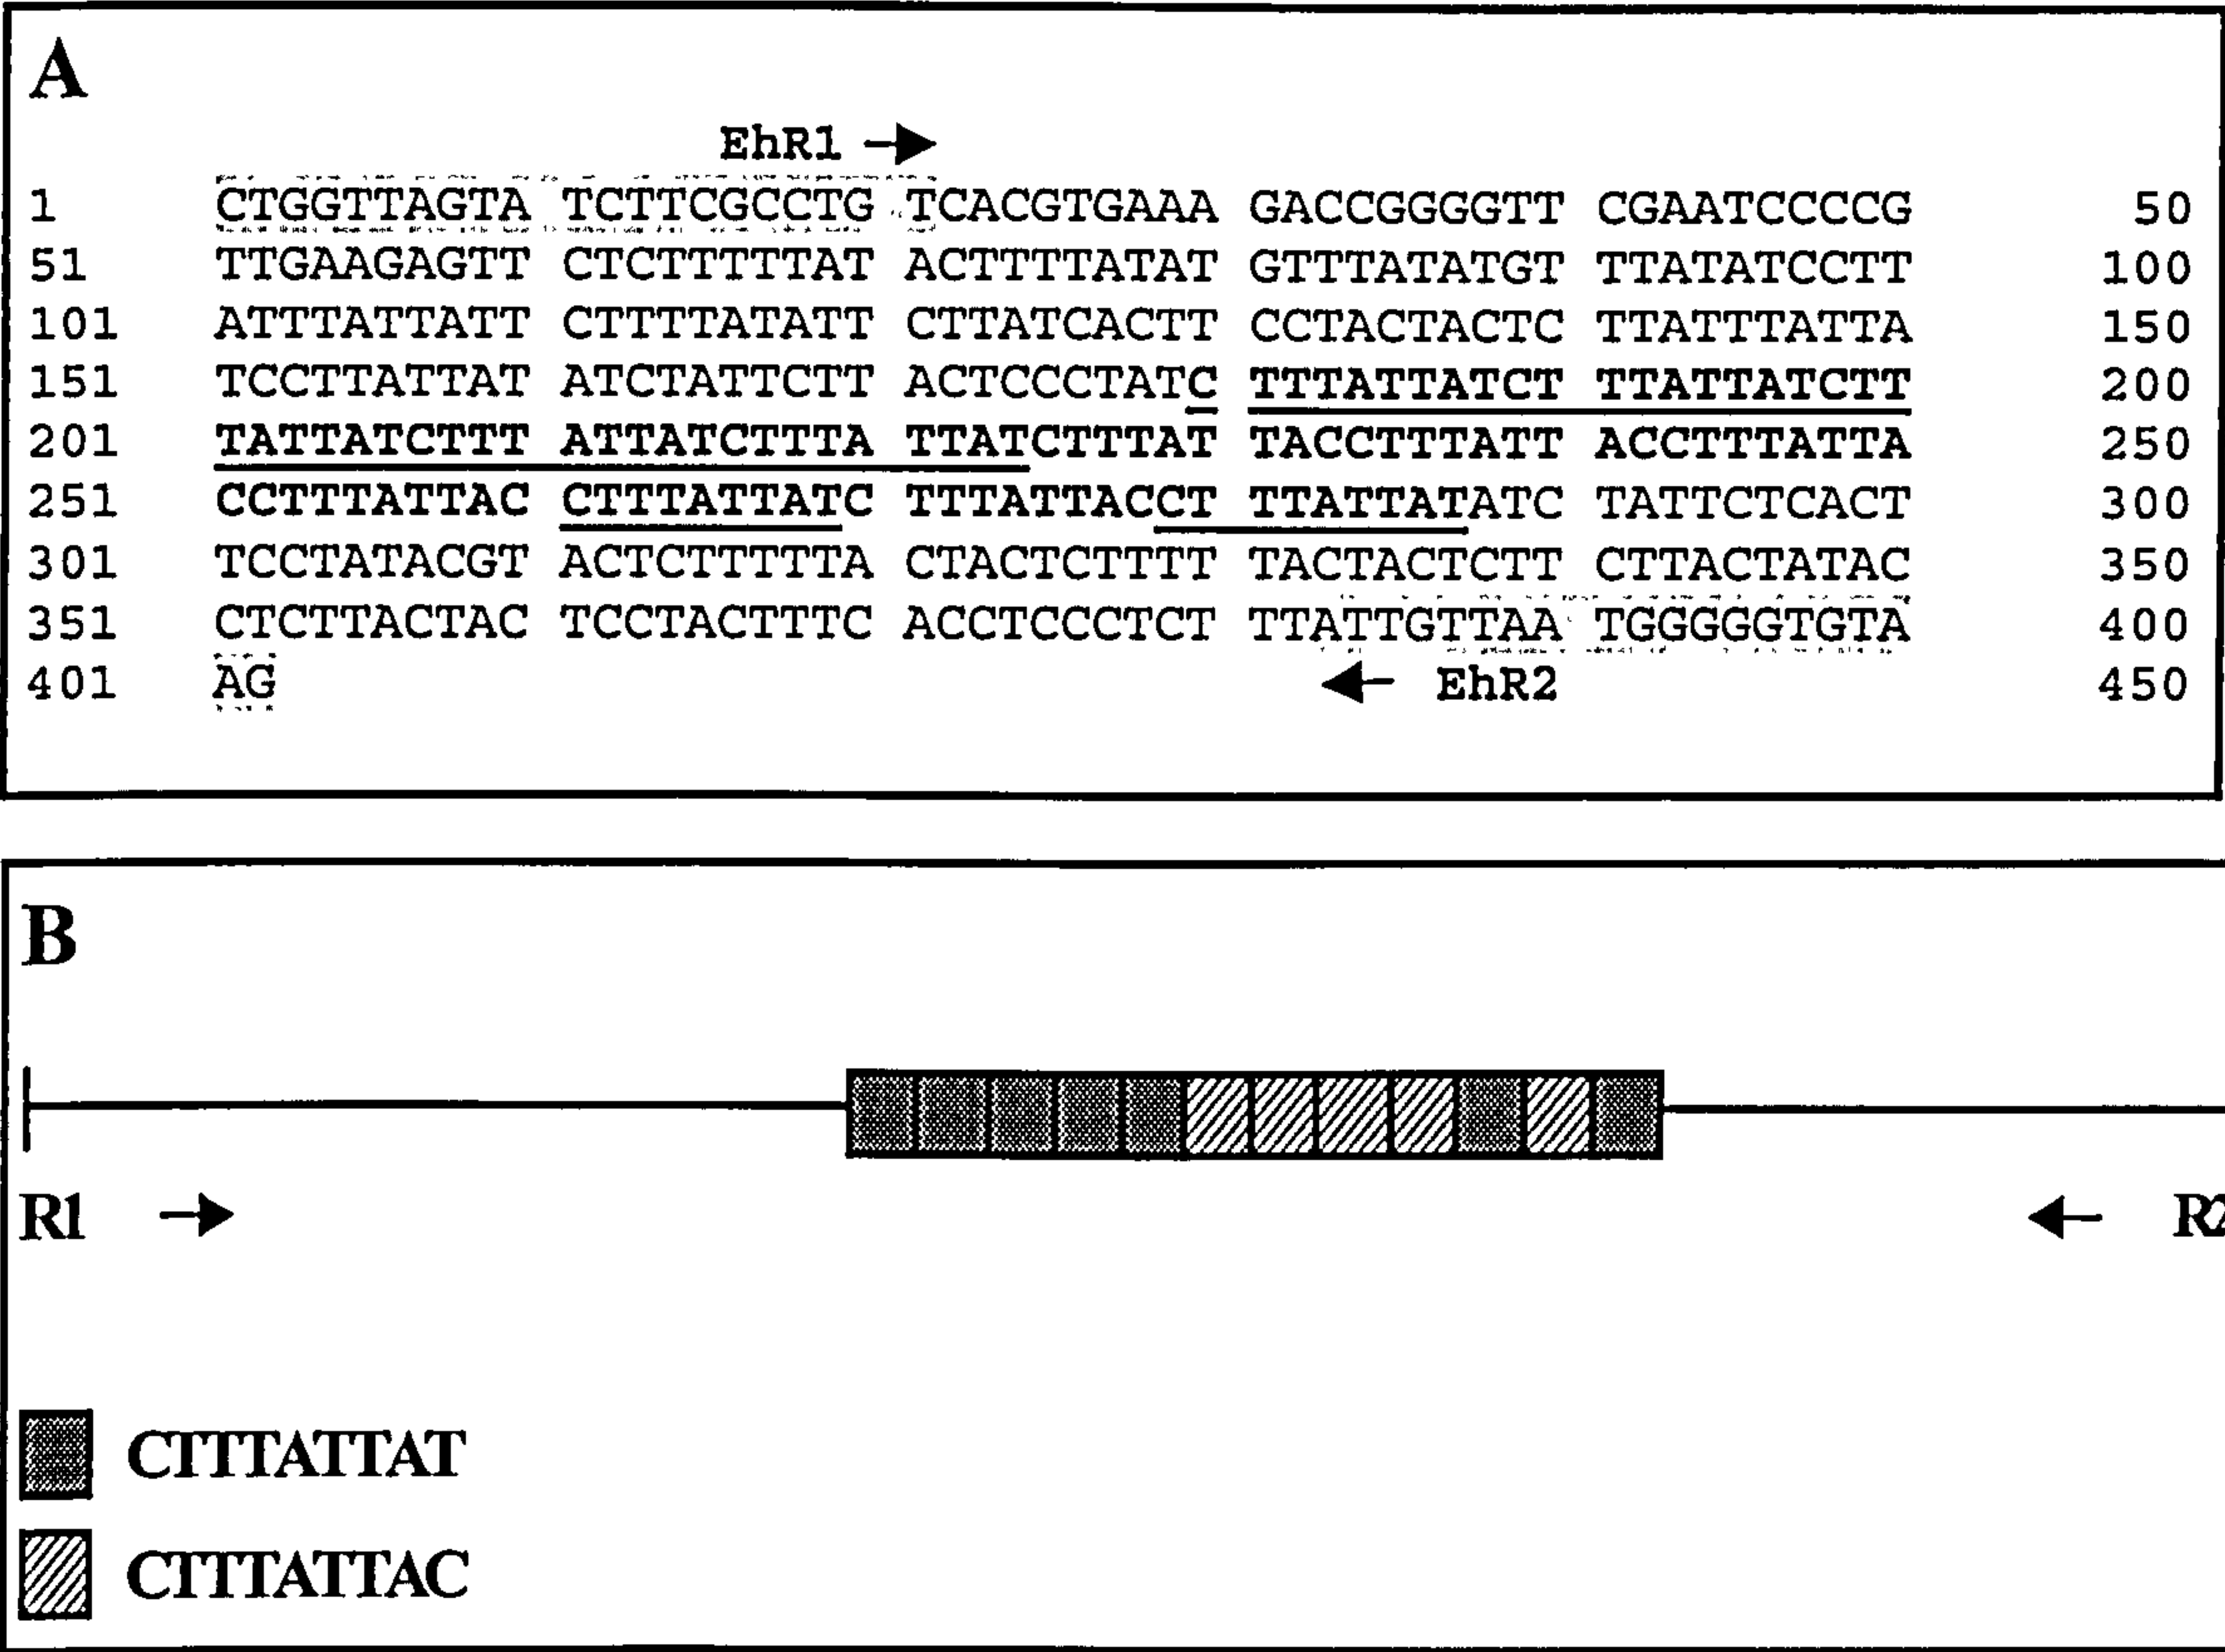 A
EhR1
1 CTGGTTAGTA TCTTCGCCTG TCACGTGAAA GACCGGGGTT CGAATCCCCG 50
51 TTGAAGAGTT CTCTTTTTAT ACTTTTATAT GTTTATATGT TTATATCCTT 100
101 ATTTATTATT CTTTTATATT CTTATCACTT CCTACTACTC TTATTTATTA 150
151 TCCTTATTAT ATCTATTCTT ACTCCCTATC TTTATTATCT TTATTATCTT 200
201 TATTATCTTT ATTATCTTTA TTATCTTTAT TACCTTTATT ACCTTTATTA 250
251 CCTTTATTAC CTTTATTATC TTTATTACCT TTATTATATC TATTCTCACT 300
301 TCCTATACGT ACTCTTTTTA CTACTCTTTT TACTACTCTT CTTACTATAC 350
351 CTCTTACTAC TCCTACTTTC ACCTCCCTCT TTATTGTTAA TGGGGGTGTA 400
401 AG 450
EhR2
B
R1 R2
CTTTATTAT
CTTTATTAC